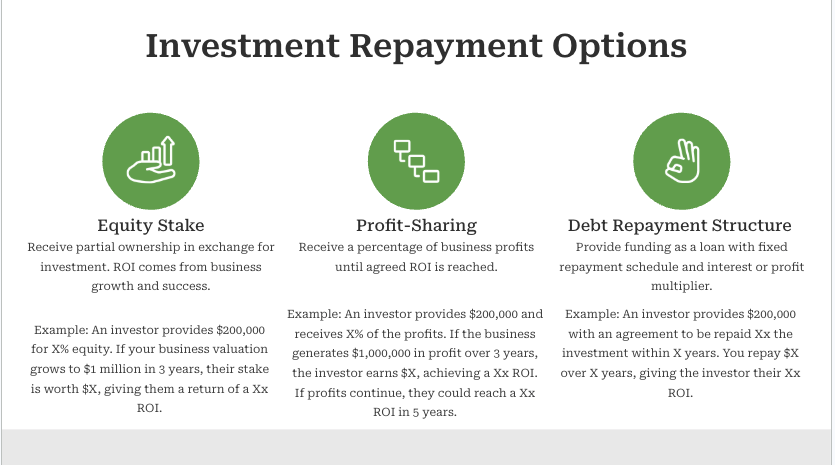 Investment Repayment Options
Equity Stake
Receive partial ownership in exchange for
investment. ROI comes from business
growth and success.
Example: An investor provides $200,000
for X% equity. If your business valuation
grows to $1 million in 3 years, their stake
is worth $X, giving them a return of a Xx
ROI.
Profit-Sharing
Receive a percentage of business profits
until agreed ROI is reached.
Example: An investor provides $200,000 and
receives X% of the profits. If the business
generates $1,000,000 in profit over 3 years,
the investor earns $X, achieving a Xx ROI.
If profits continue, they could reach a Xx
ROI in 5 years.
Debt Repayment Structure
Provide funding as a loan with fixed
repayment schedule and interest or profit
multiplier.
Example: An investor provides $200,000
with an agreement to be repaid Xx the
investment within X years. You repay $X
over X years, giving the investor their Xx
ROI.